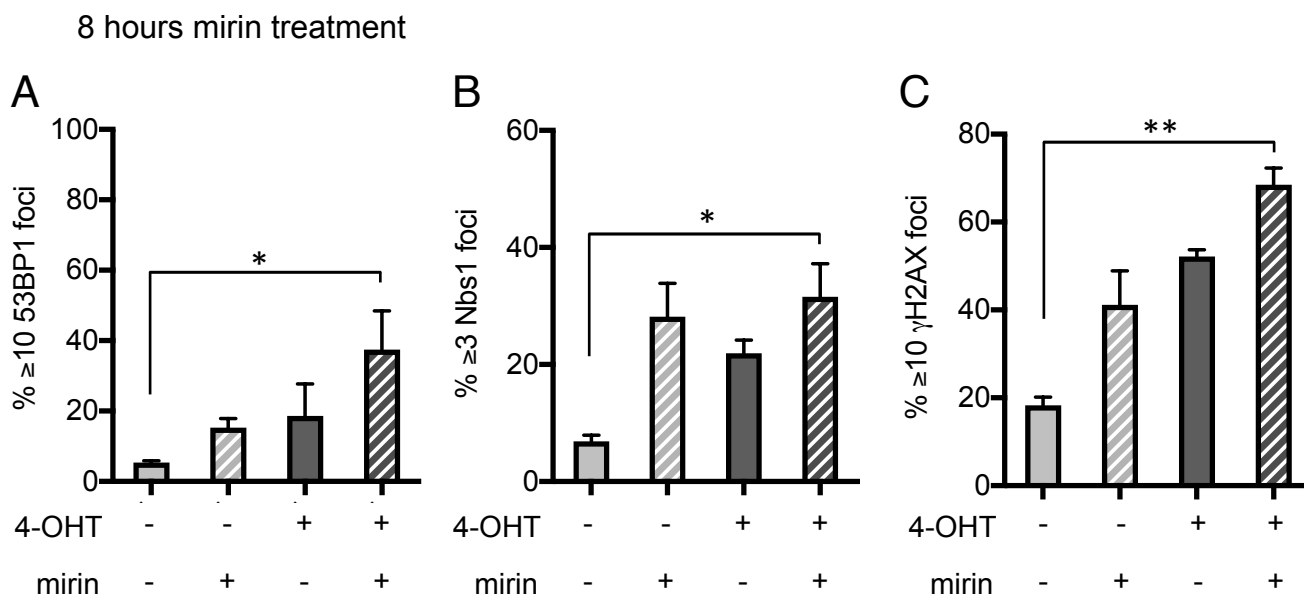 8 hours mirin treatment
A
% ≥10 53BP1 foci
100
80
60
40
20
0
*
4-OHT - - + +
mirin - + - +
B
% ≥3 Nbs1 foci
60
40
20
0
*
4-OHT - - + +
mirin - + - +
C
% ≥10 γH2AX foci
80
60
40
20
0
**
4-OHT - - + +
mirin - + - +